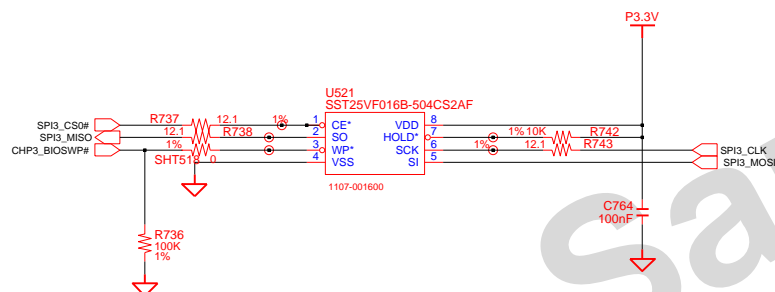 P3.3V
U521
SST25VF016B-504CS2AF
SPI3_CS0#
R737
12.1
1%
1
CE*
VDD
8
SPI3_MISO
12.1
R738
2
SO
HOLD*
7
1%
10K
R742
CHP3_BIOSWP#
1%
3
WP*
SCK
6
1%
12.1
R743
SPI3_CLK
SHT518
0
4
VSS
SI
5
SPI3_MOSI
1107-001600
C764
100nF
R736
100K
1%
Sa